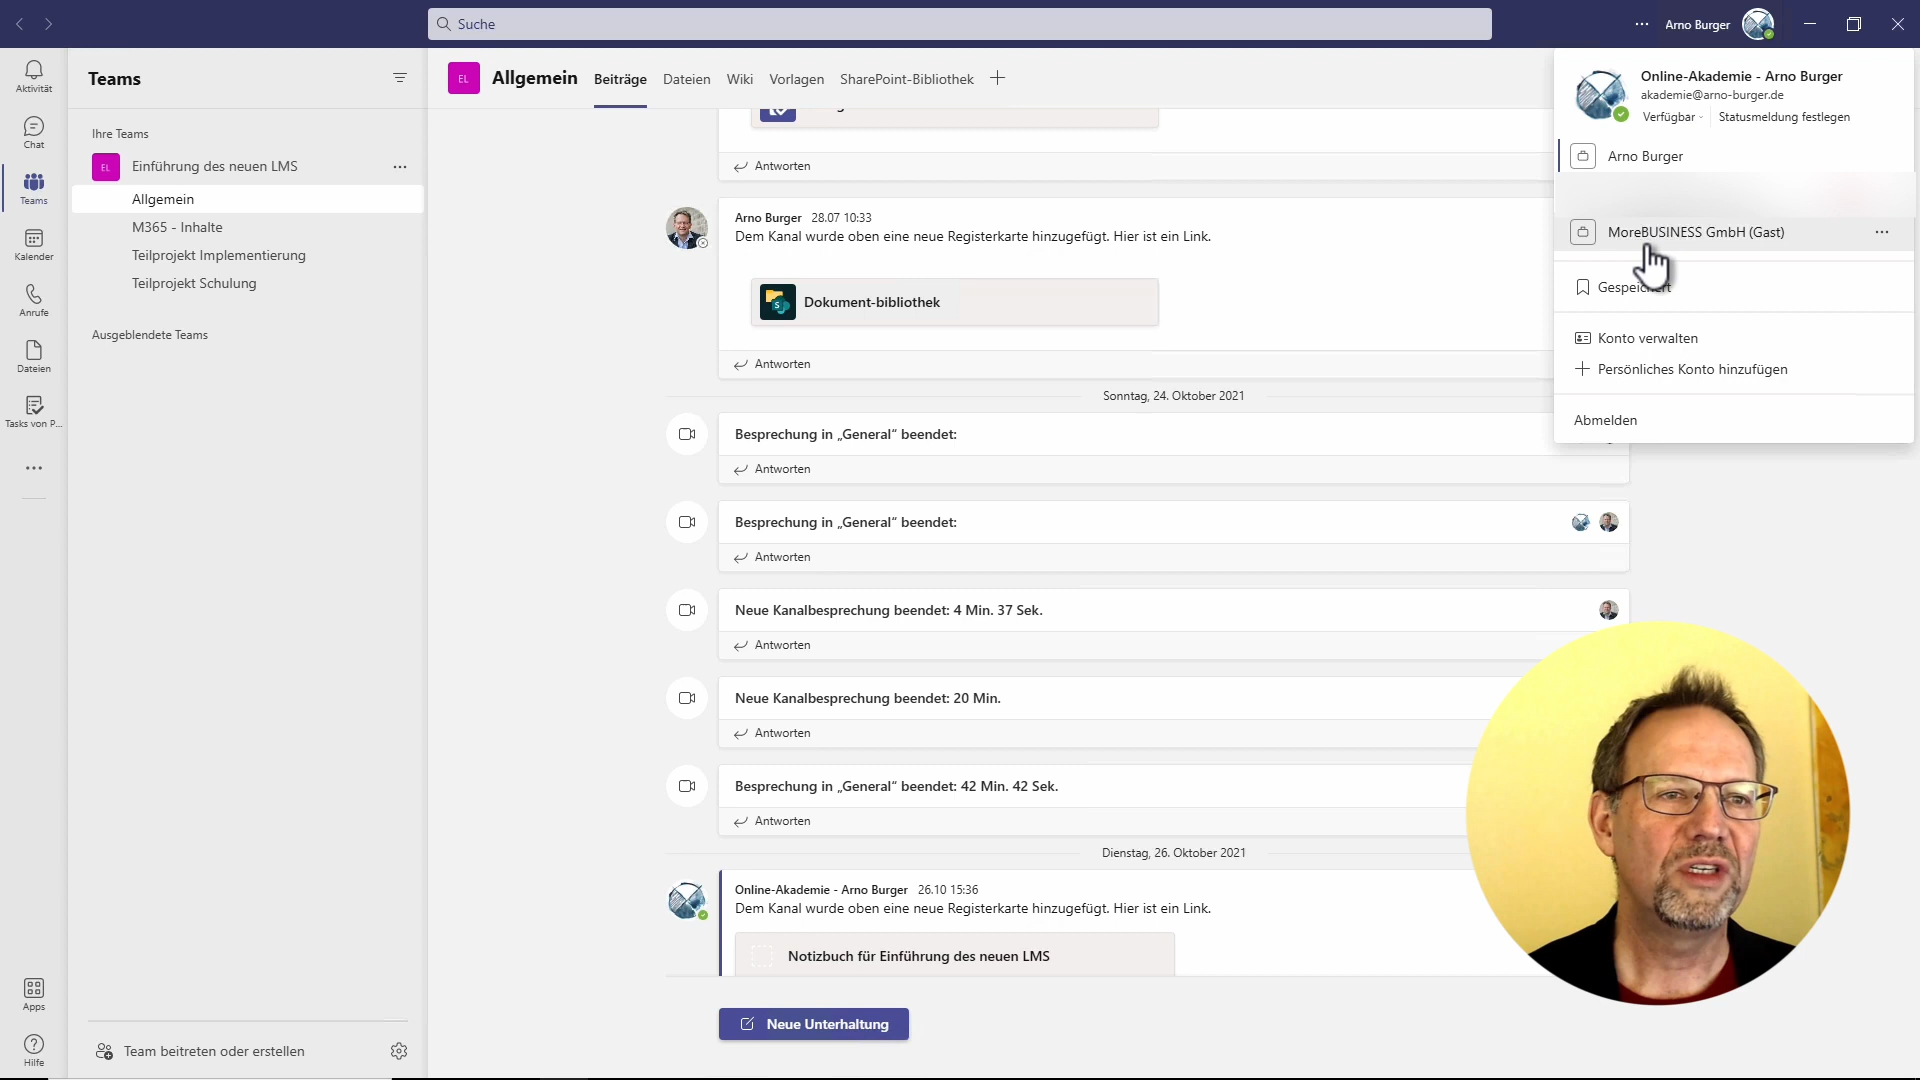 Suche
Arno Burger
Aktivität
Chat
Teams
Kalender
Anrufe
Dateien
Tasks von P...
Apps
Hilfe
Teams
Ihre Teams
EL Einführung des neuen LMS
Allgemein
M365 - Inhalte
Teilprojekt Implementierung
Teilprojekt Schulung
Ausgeblendete Teams
Team beitreten oder erstellen
EL Allgemein Beiträge Dateien Wiki Vorlagen SharePoint-Bibliothek
Antworten
Arno Burger 28.07 10:33
Dem Kanal wurde oben eine neue Registerkarte hinzugefügt. Hier ist ein Link.
Dokument-bibliothek
Antworten
Sonntag, 24. Oktober 2021
Besprechung in „General“ beendet:
Antworten
Besprechung in „General“ beendet:
Antworten
Neue Kanalbesprechung beendet: 4 Min. 37 Sek.
Antworten
Neue Kanalbesprechung beendet: 20 Min.
Antworten
Besprechung in „General“ beendet: 42 Min. 42 Sek.
Antworten
Dienstag, 26. Oktober 2021
Online-Akademie - Arno Burger 26.10 15:36
Dem Kanal wurde oben eine neue Registerkarte hinzugefügt. Hier ist ein Link.
Notizbuch für Einführung des neuen LMS
Neue Unterhaltung
Online-Akademie - Arno Burger
akademie@arno-burger.de
Verfügbar Statusmeldung festlegen
Arno Burger
MoreBUSINESS GmbH (Gast)
Gespeichert
Konto verwalten
Persönliches Konto hinzufügen
Abmelden